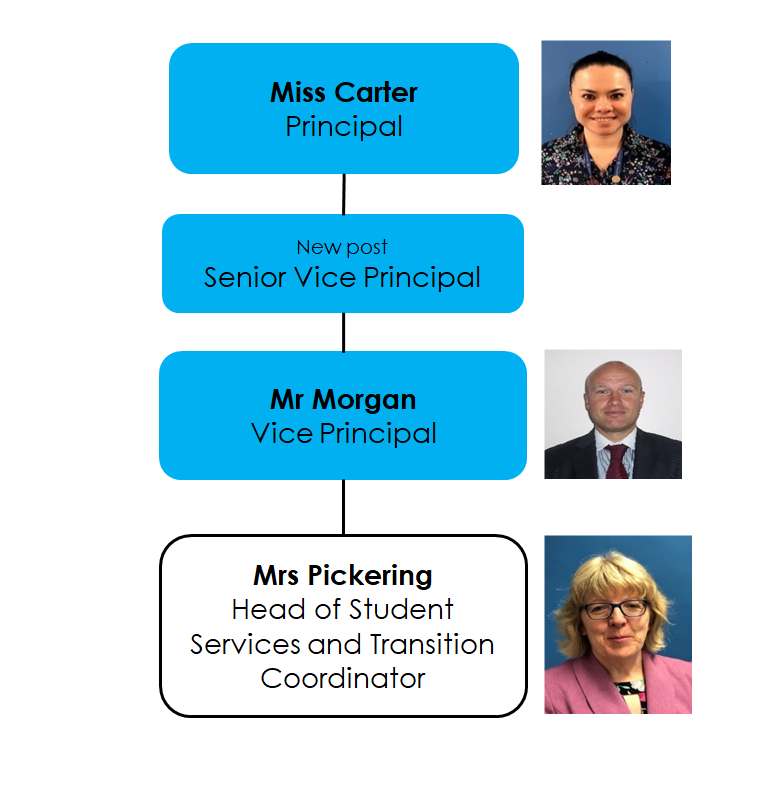 Miss Carter
Principal
New post
Senior Vice Principal
Mr Morgan
Vice Principal
Mrs Pickering
Head of Student
Services and Transition
Coordinator